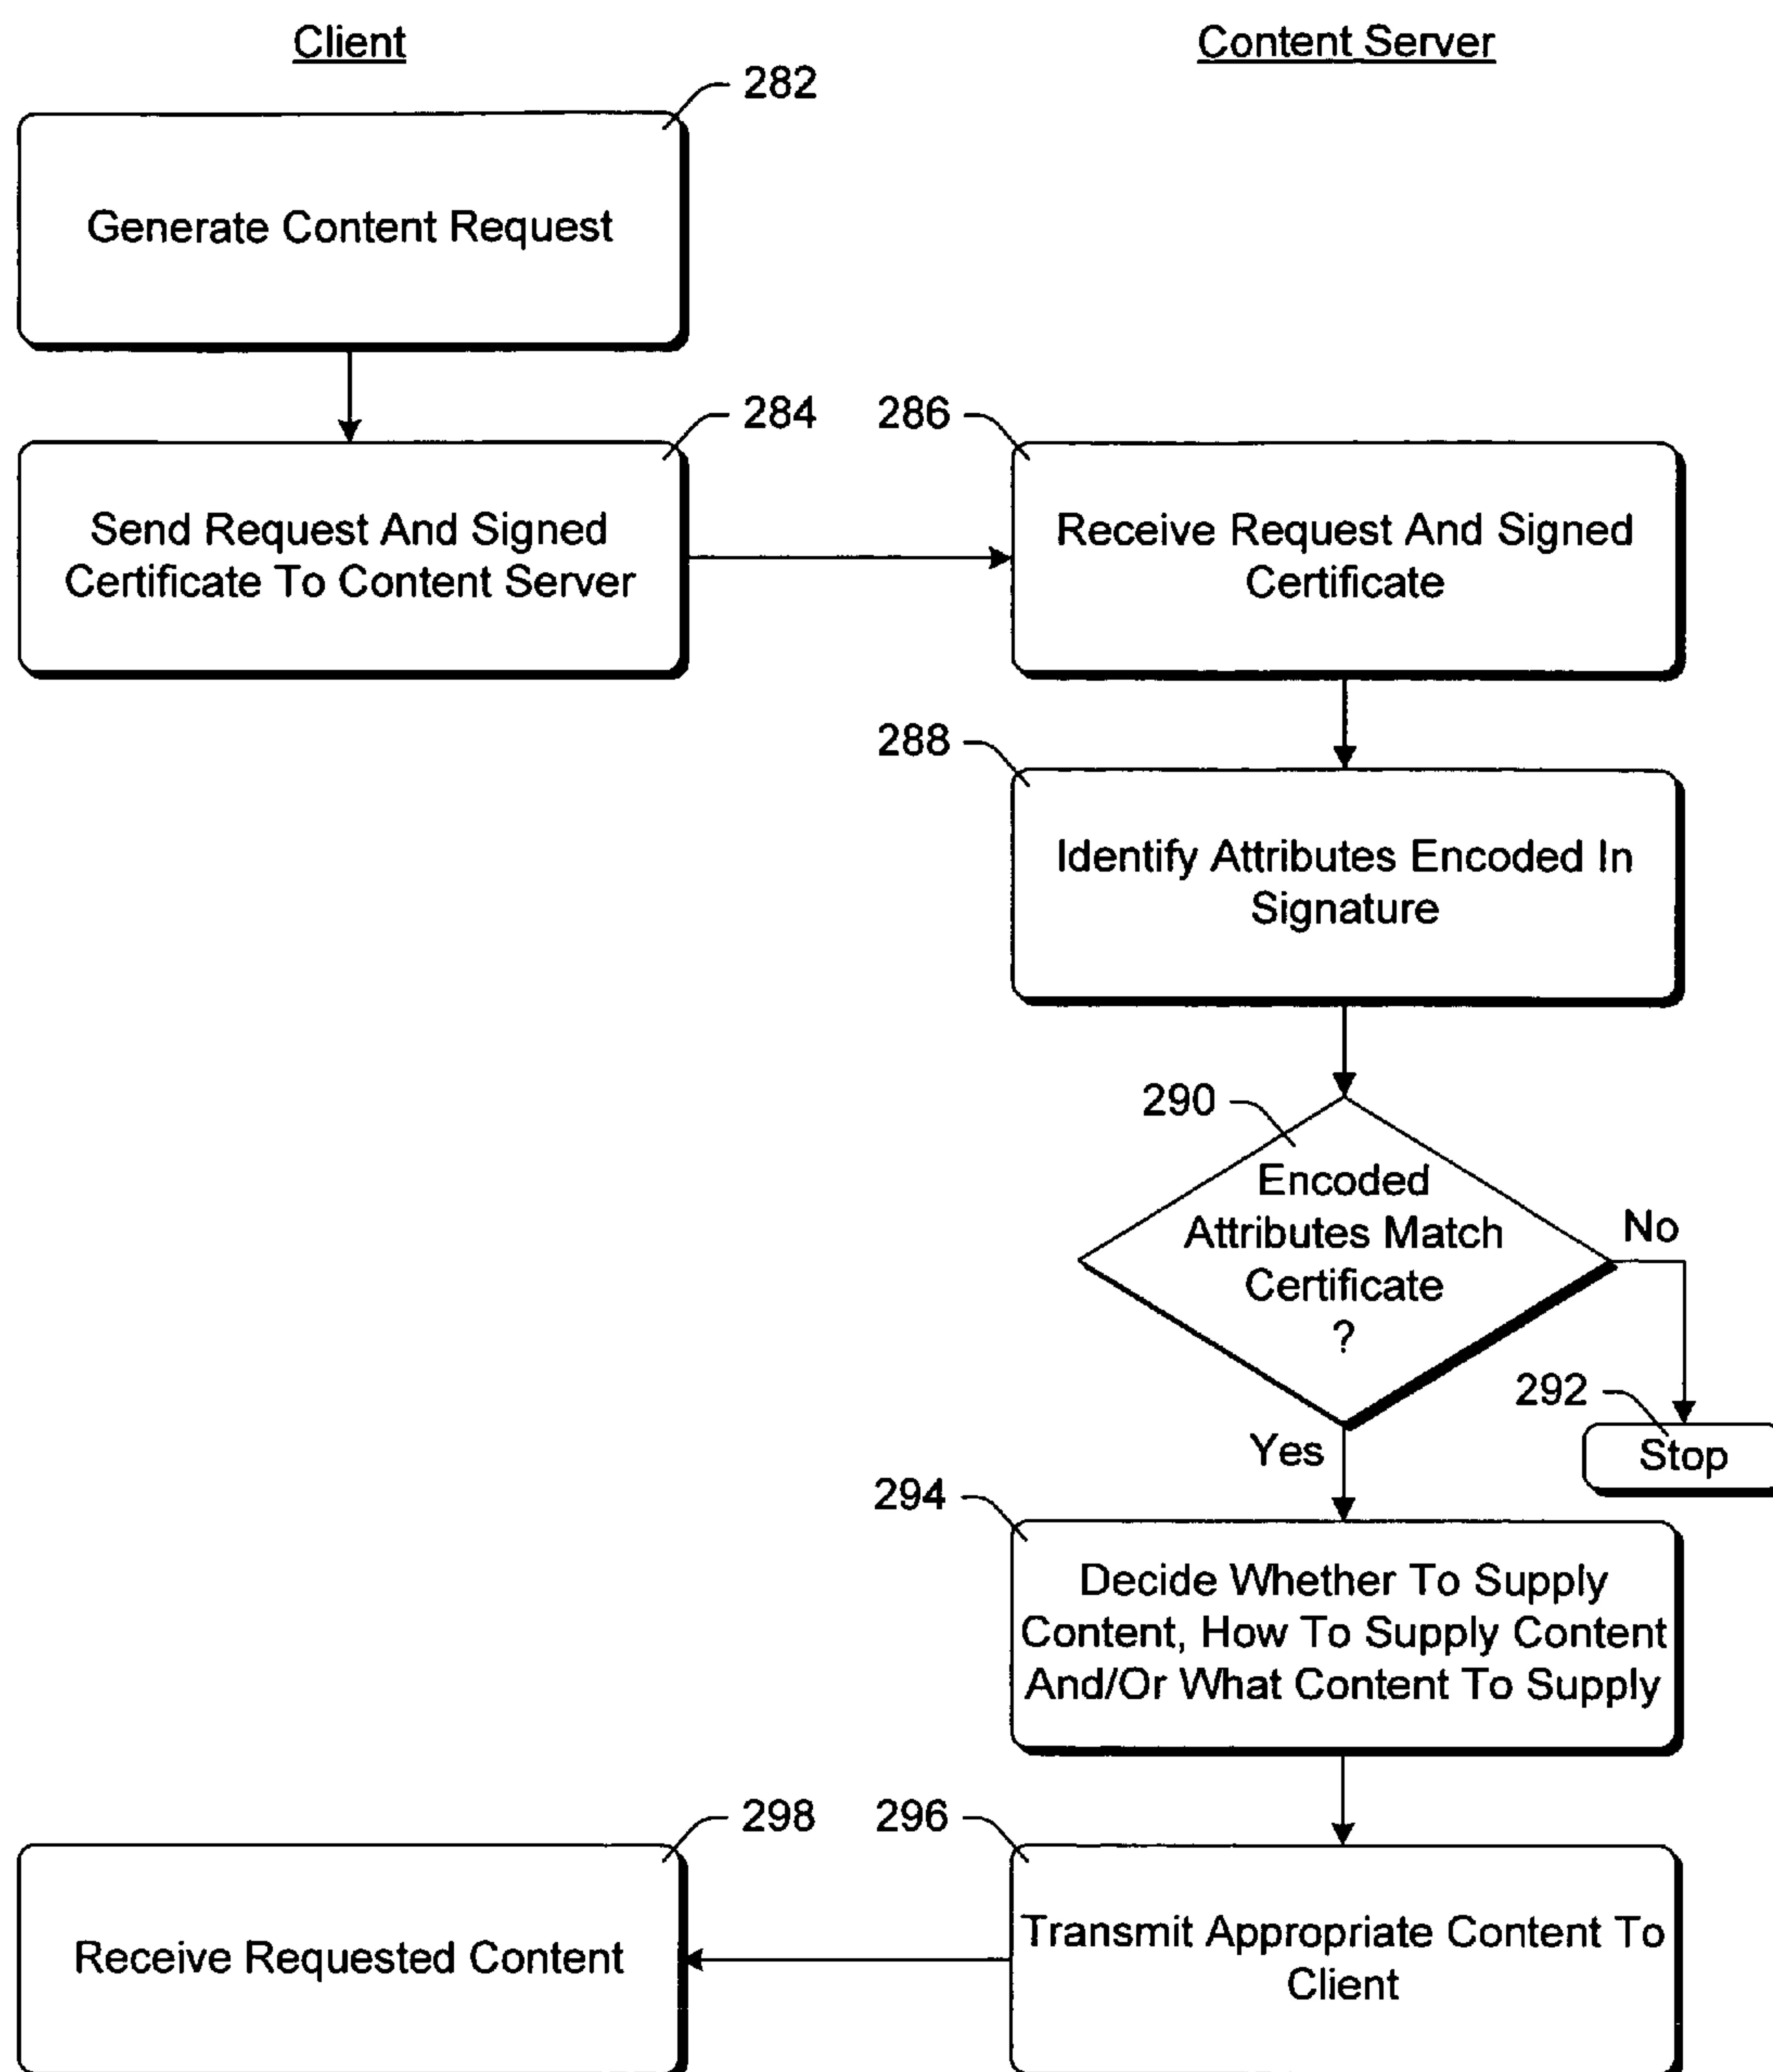 Client
Content Server
282
Generate Content Request
284
286
Send Request And Signed
Certificate To Content Server
Receive Request And Signed
Certificate
288
Identify Attributes Encoded In
Signature
290
Encoded
Attributes Match
Certificate
?
No
292
Stop
Yes
294
Decide Whether To Supply
Content, How To Supply Content
And/Or What Content To Supply
298
296
Receive Requested Content
Transmit Appropriate Content To
Client